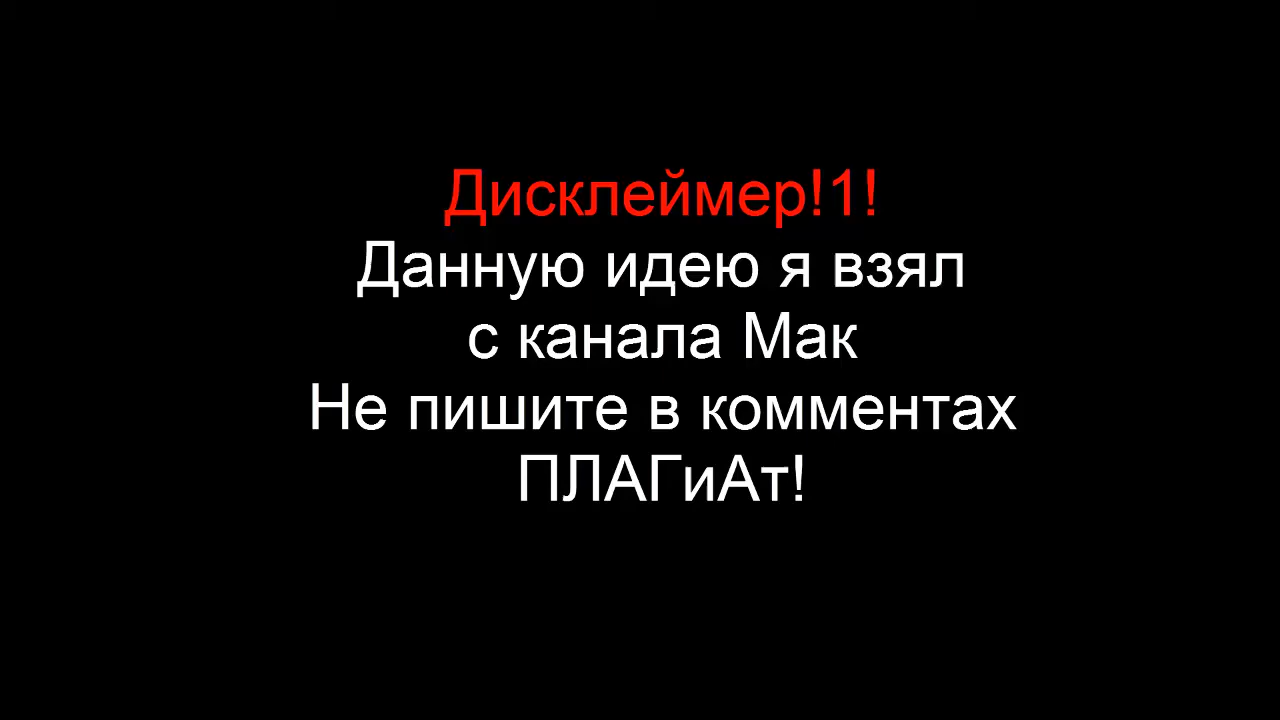 Дисклеймер!1!
Данную идею я взял
с канала Мак
Не пишите в комментах
ПЛАГиАт!